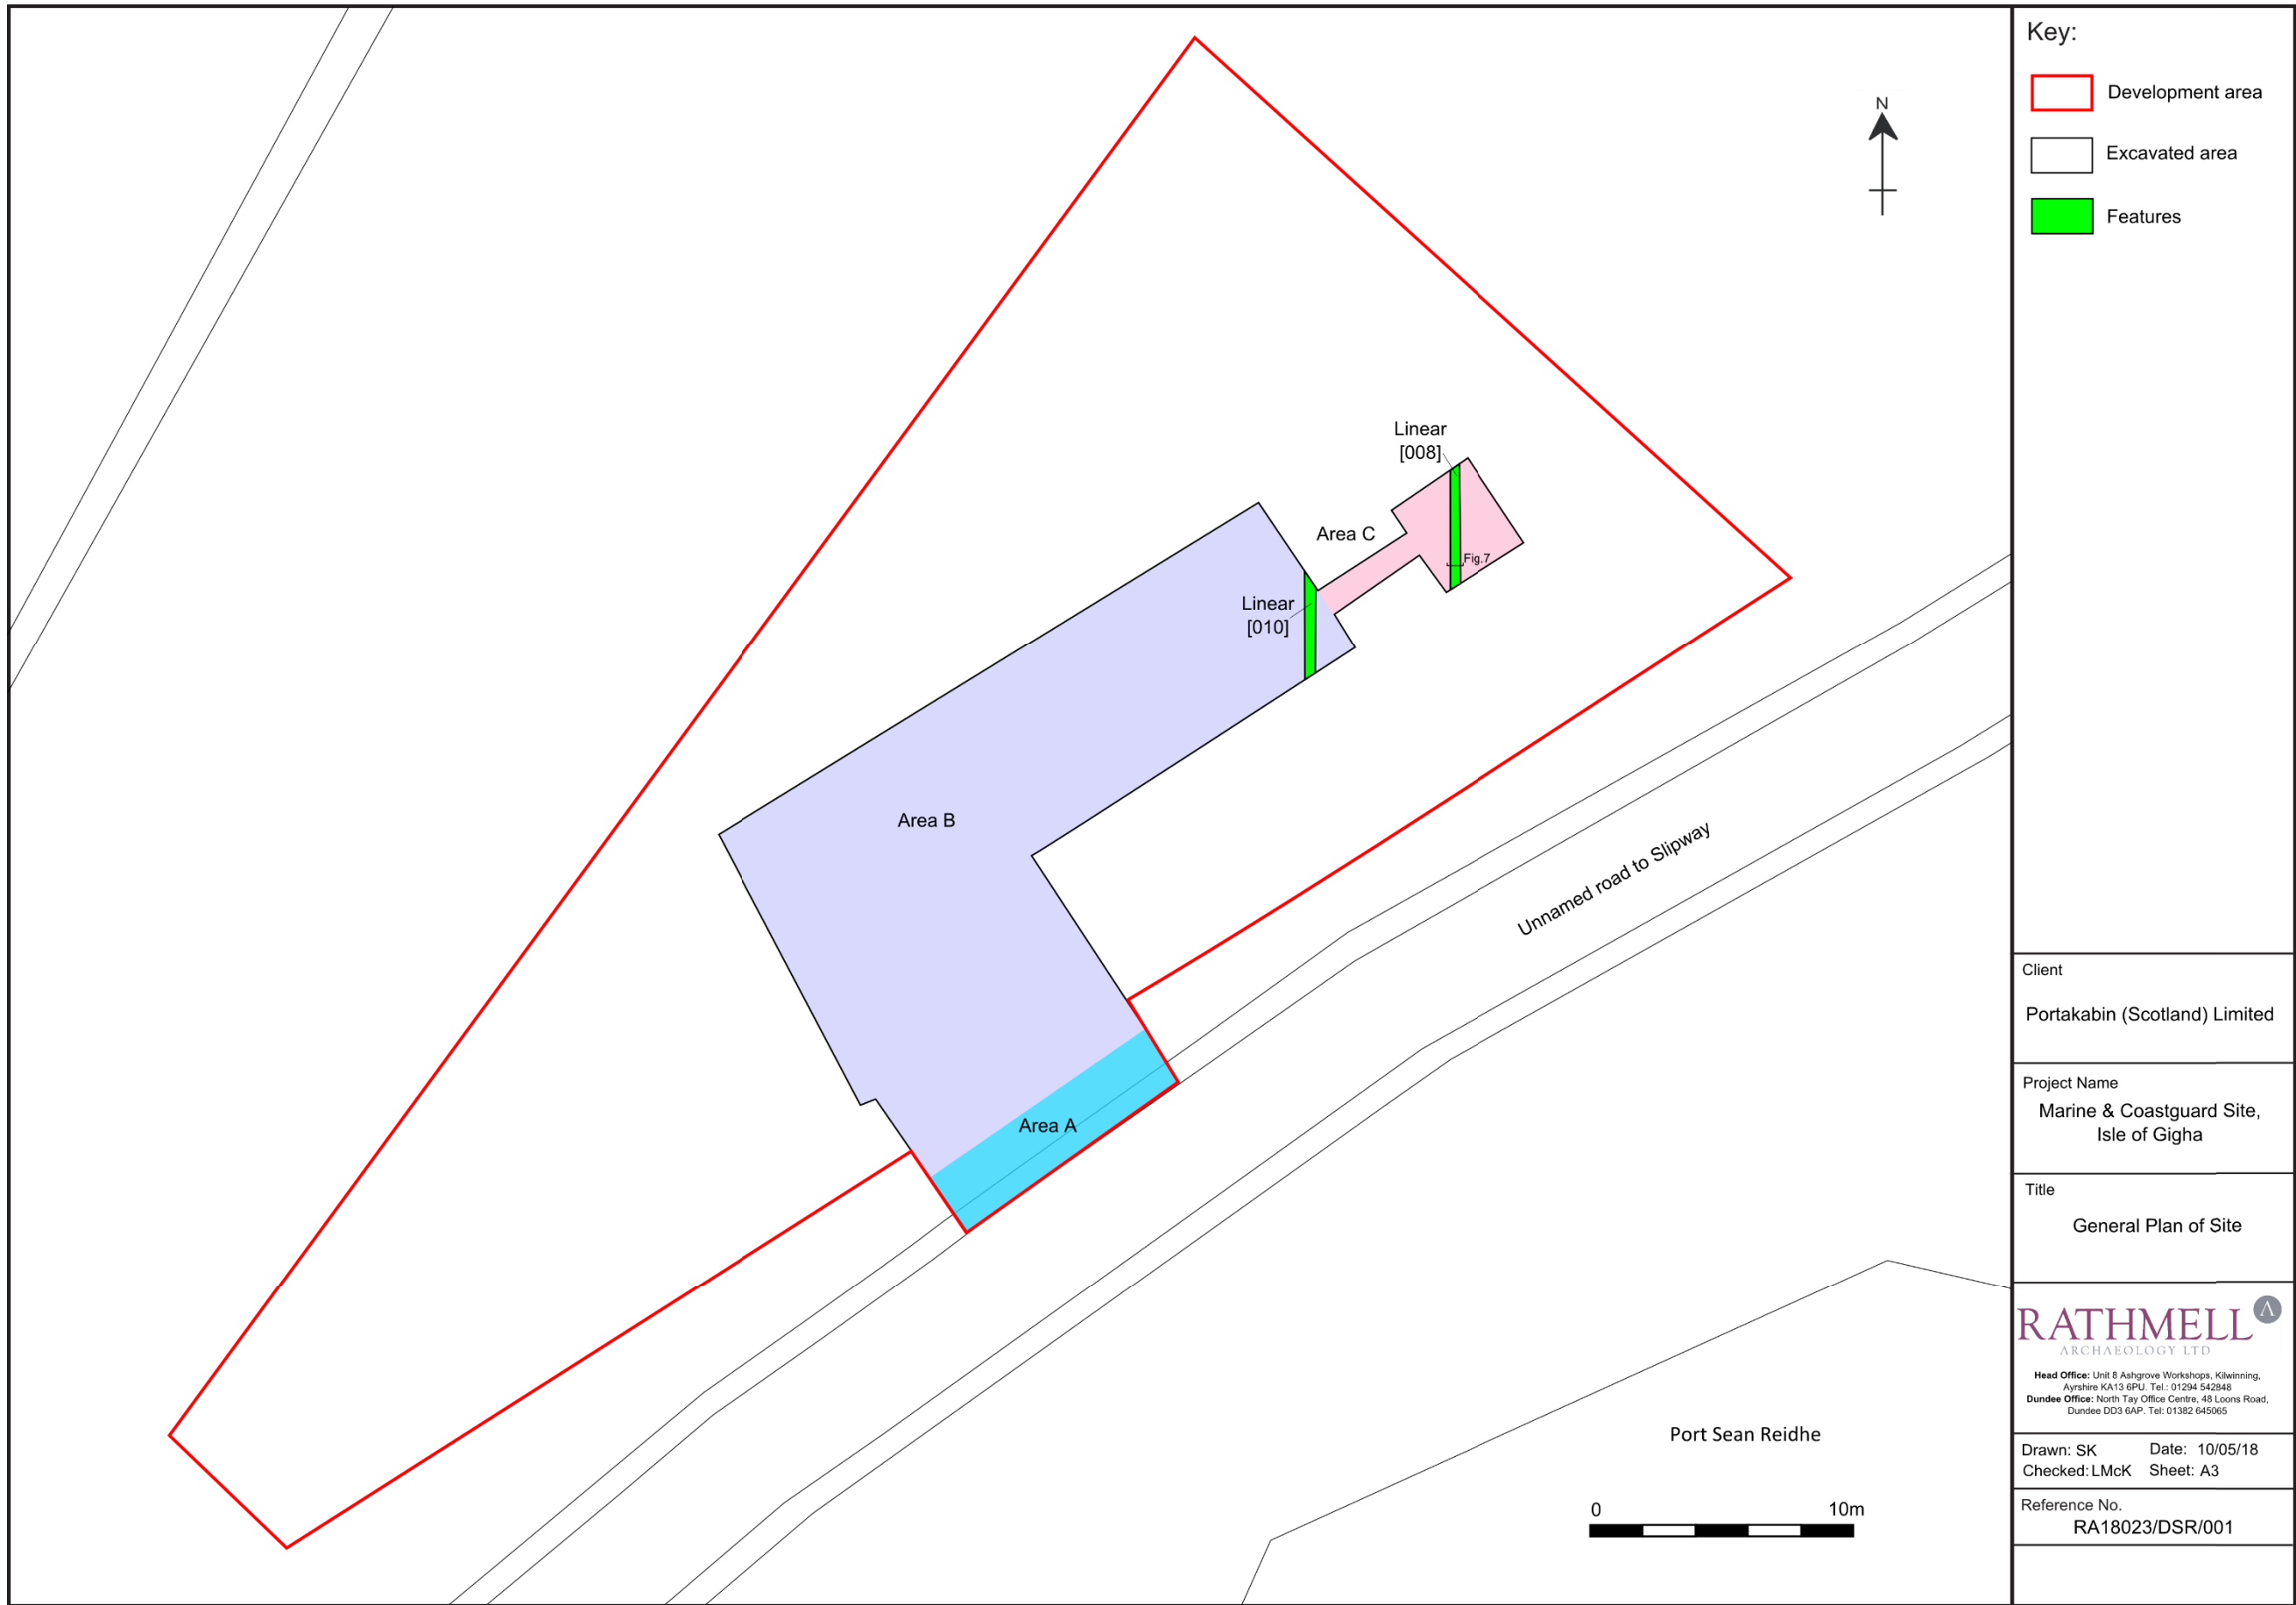 N
Linear
[008]
Area C
Fig.7
Linear
[010]
Area B
Unnamed road to Slipway
Area A
Port Sean Reidhe
0 10m
Key:
Development area
Excavated area
Features
Client
Portakabin (Scotland) Limited
Project Name
Marine & Coastguard Site,
Isle of Gigha
Title
General Plan of Site
RATHMELL
ARCHAEOLOGY LTD
Head Office: Unit 8 Ashgrove Workshops, Kilwinning,
Ayrshire KA13 6PU. Tel.: 01294 542848
Dundee Office: North Tay Office Centre, 48 Loons Road,
Dundee DD3 6AP. Tel: 01382 645065
Drawn: SK Date: 10/05/18
Checked: LMcK Sheet: A3
Reference No.
RA18023/DSR/001